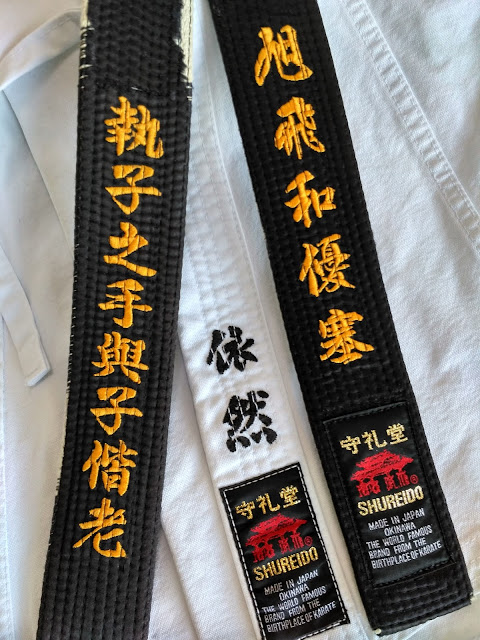 執子之手與子偕老
依然
守礼堂
SHUREIDO
MADE IN JAPAN
OKINAWA
THE WORLD FAMOUS
BRAND FROM THE
BIRTHPLACE OF KARATE
旭飛和優塞
守礼堂
®
SHUREIDO
MADE IN JAPAN
OKINAWA
THE WORLD FAMOUS
BRAND FROM THE
BIRTHPLACE OF KARATE